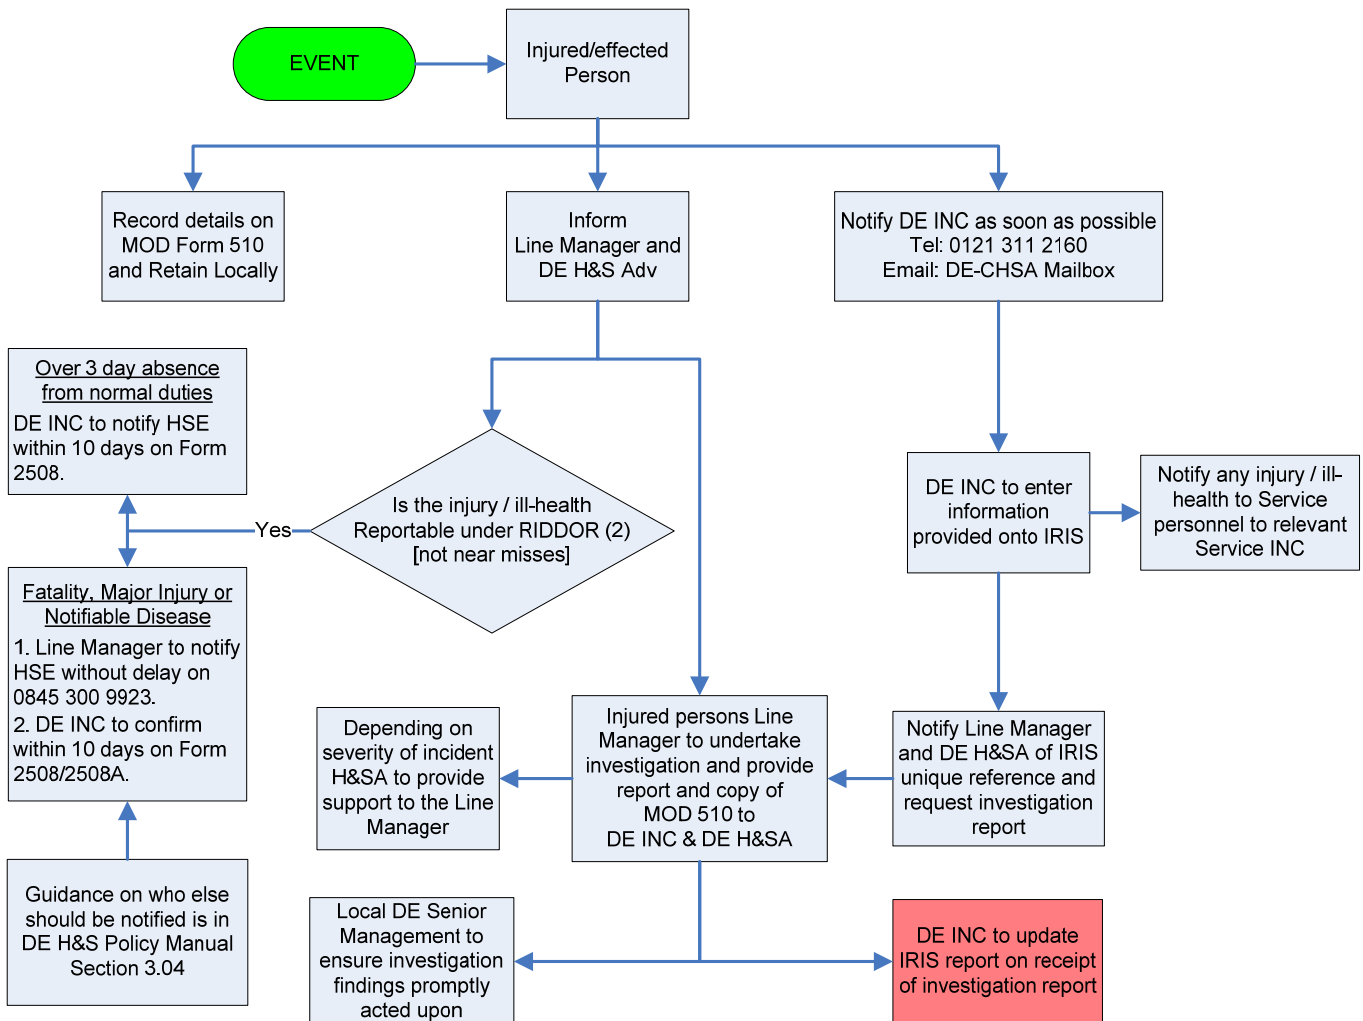 EVENT
Injured/effected
Person
Record details on
MOD Form 510
and Retain Locally
Inform
Line Manager and
DE H&S Adv
Notify DE INC as soon as possible
Tel: 0121 311 2160
Email: DE-CHSA Mailbox
Over 3 day absence
from normal duties
DE INC to notify HSE
within 10 days on Form
2508.
Yes
Is the injury / ill-health
Reportable under RIDDOR (2)
[not near misses]
DE INC to enter
information
provided onto IRIS
Notify any injury / ill-
health to Service
personnel to relevant
Service INC
Fatality, Major Injury or
Notifiable Disease
1. Line Manager to notify
HSE without delay on
0845 300 9923.
2. DE INC to confirm
within 10 days on Form
2508/2508A.
Depending on
severity of incident
H&SA to provide
support to the Line
Manager
Injured persons Line
Manager to undertake
investigation and provide
report and copy of
MOD 510 to
DE INC & DE H&SA
Notify Line Manager
and DE H&SA of IRIS
unique reference and
request investigation
report
Guidance on who else
should be notified is in
DE H&S Policy Manual
Section 3.04
Local DE Senior
Management to
ensure investigation
findings promptly
acted upon
DE INC to update
IRIS report on receipt
of investigation report